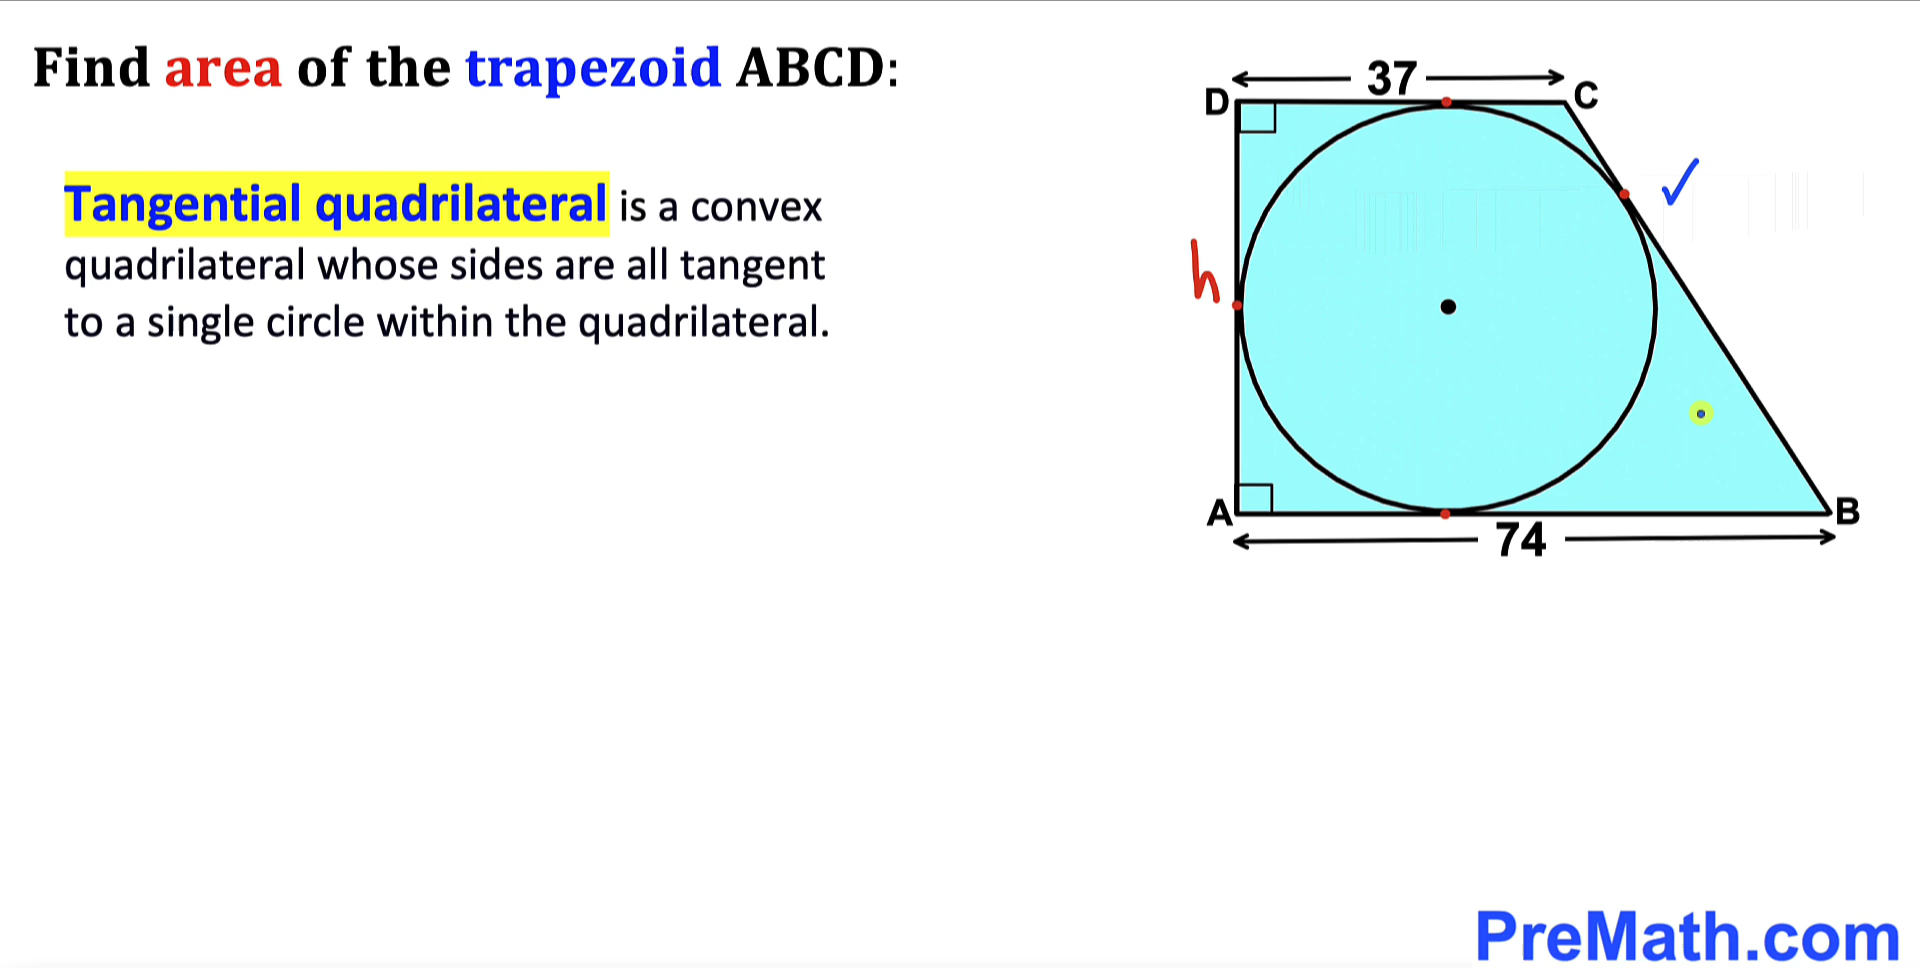 Find area of the trapezoid ABCD:
Tangential quadrilateral is a convex
quadrilateral whose sides are all tangent
to a single circle within the quadrilateral.
37
D
C
h
A
B
74
PreMath.com